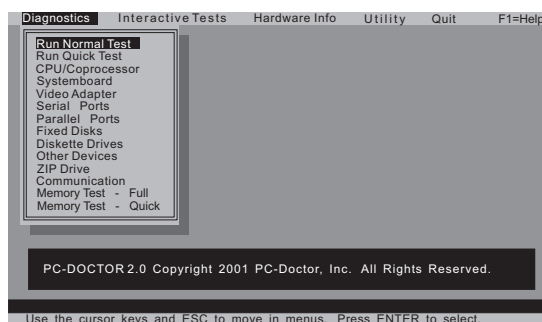 Diagnostics Interactive Tests Hardware Info Utility Quit F1=Help
Run Normal Test
Run Quick Test
CPU/Coprocessor
Systemboard
Video Adapter
Serial Ports
Parallel Ports
Fixed Disks
Diskette Drives
Other Devices
ZIP Drive
Communication
Memory Test - Full
Memory Test - Quick
PC-DOCTOR 2.0 Copyright 2001 PC-Doctor, Inc. All Rights Reserved.
Use the cursor keys and ESC to move in menus. Press ENTER to select.